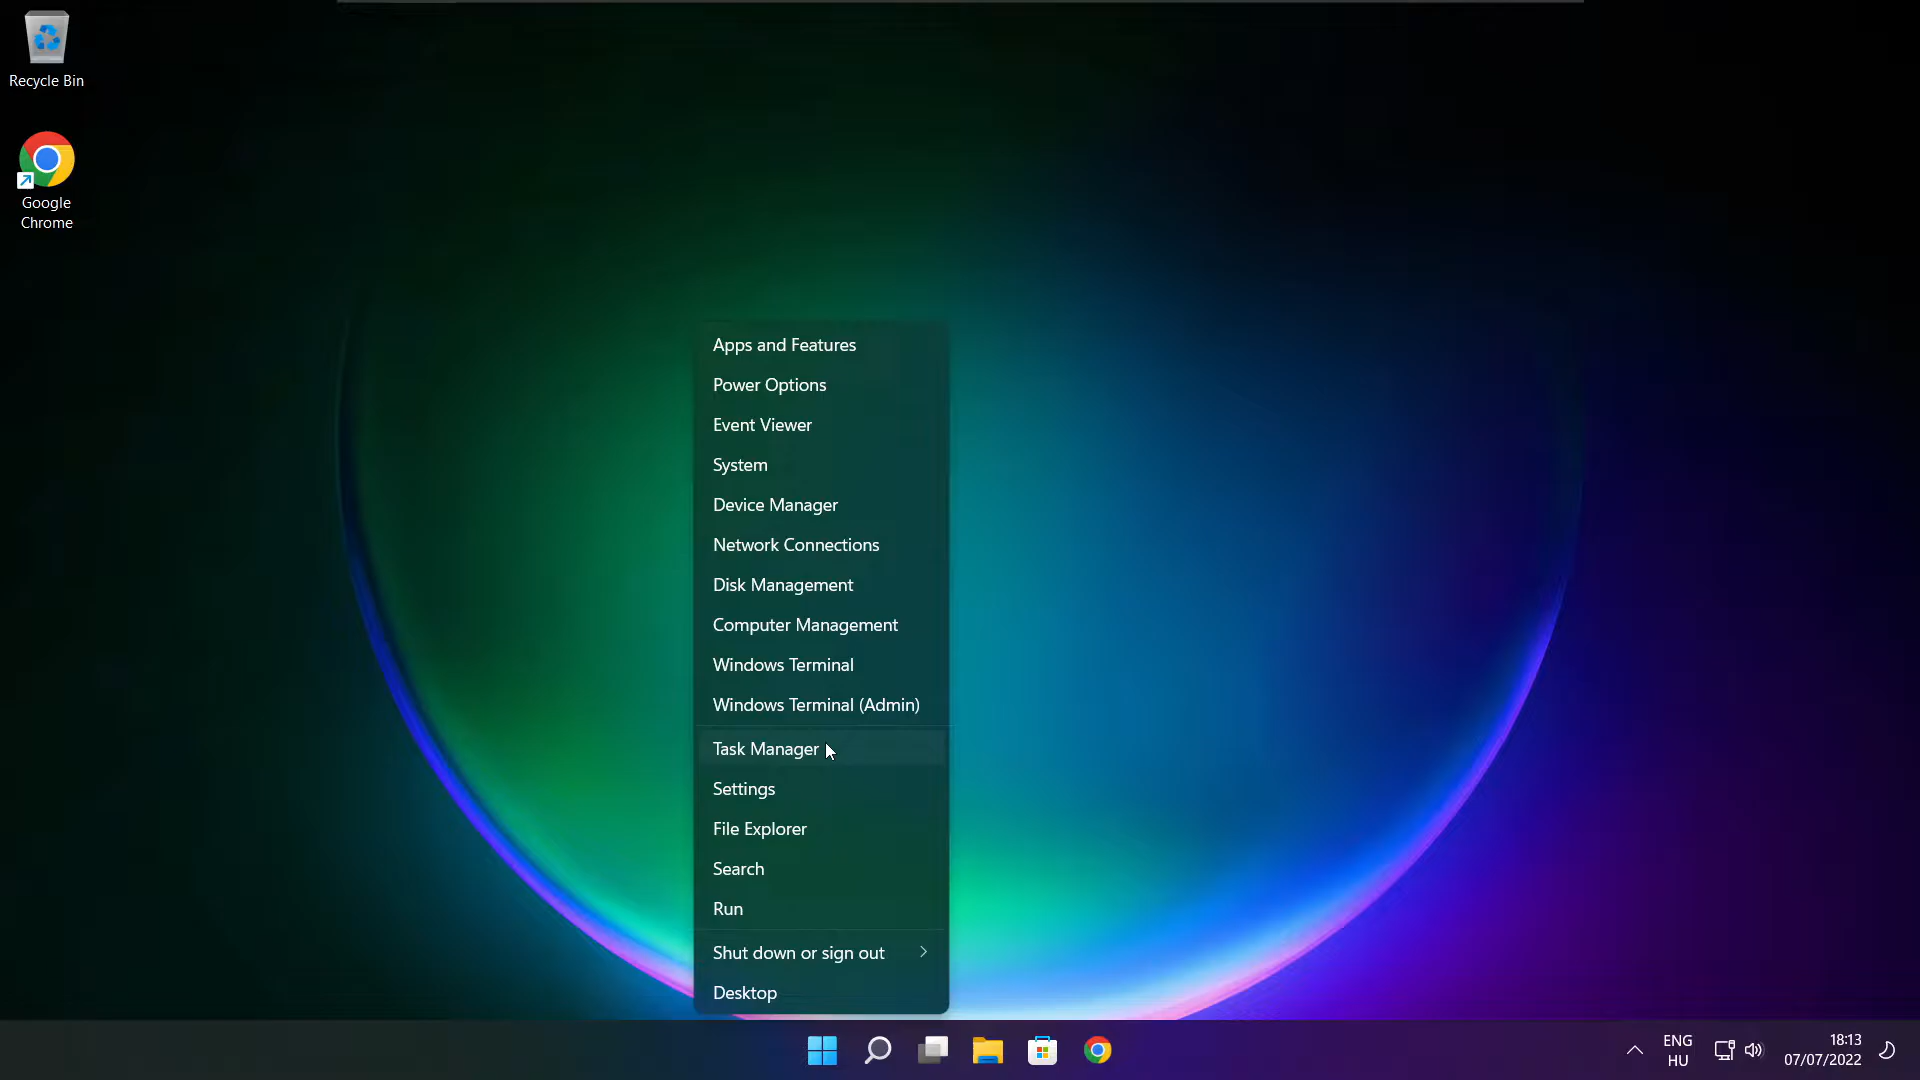 Recycle Bin
Google
Chrome
Apps and Features
Power Options
Event Viewer
System
Device Manager
Network Connections
Disk Management
Computer Management
Windows Terminal
Windows Terminal (Admin)
Task Manager
Settings
File Explorer
Search
Run
Shut down or sign out
Desktop
ENG
HU
18:13
07/07/2022